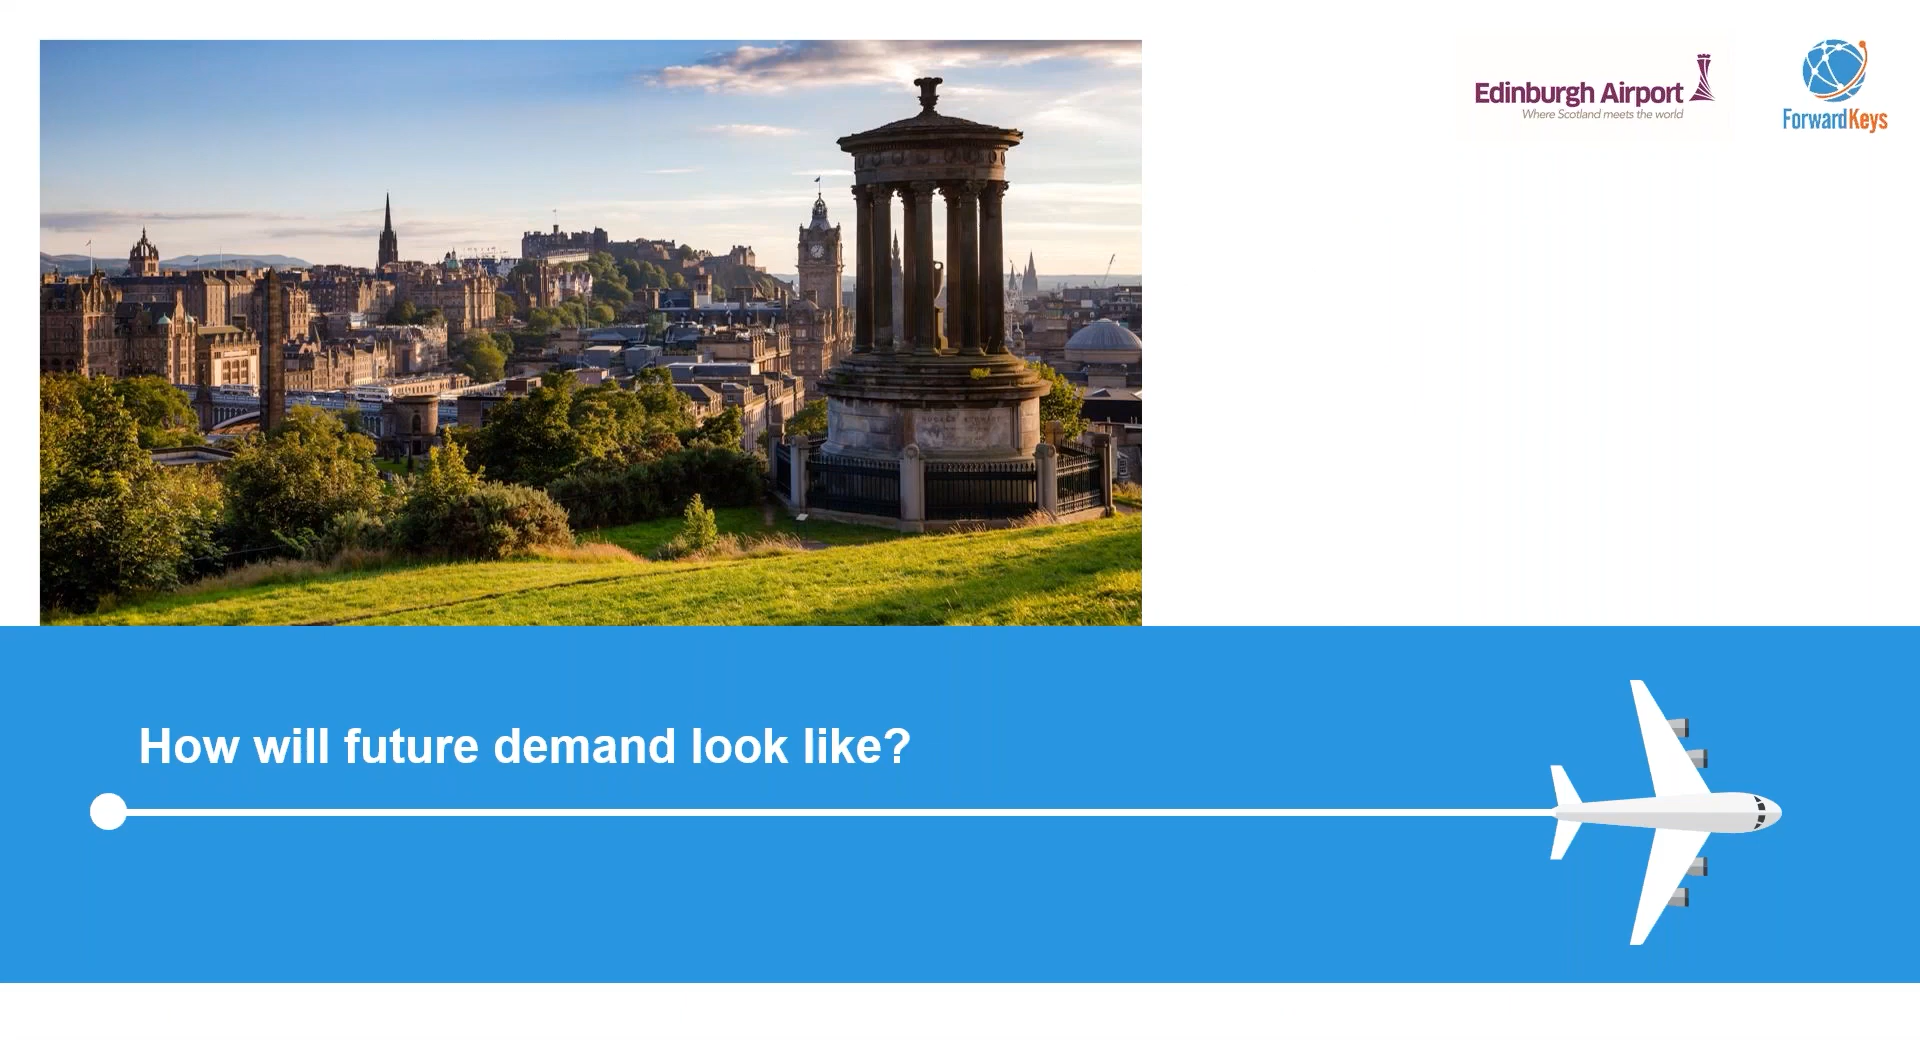 Edinburgh Airport
Where Scotland meets the world
ForwardKeys
How will future demand look like?